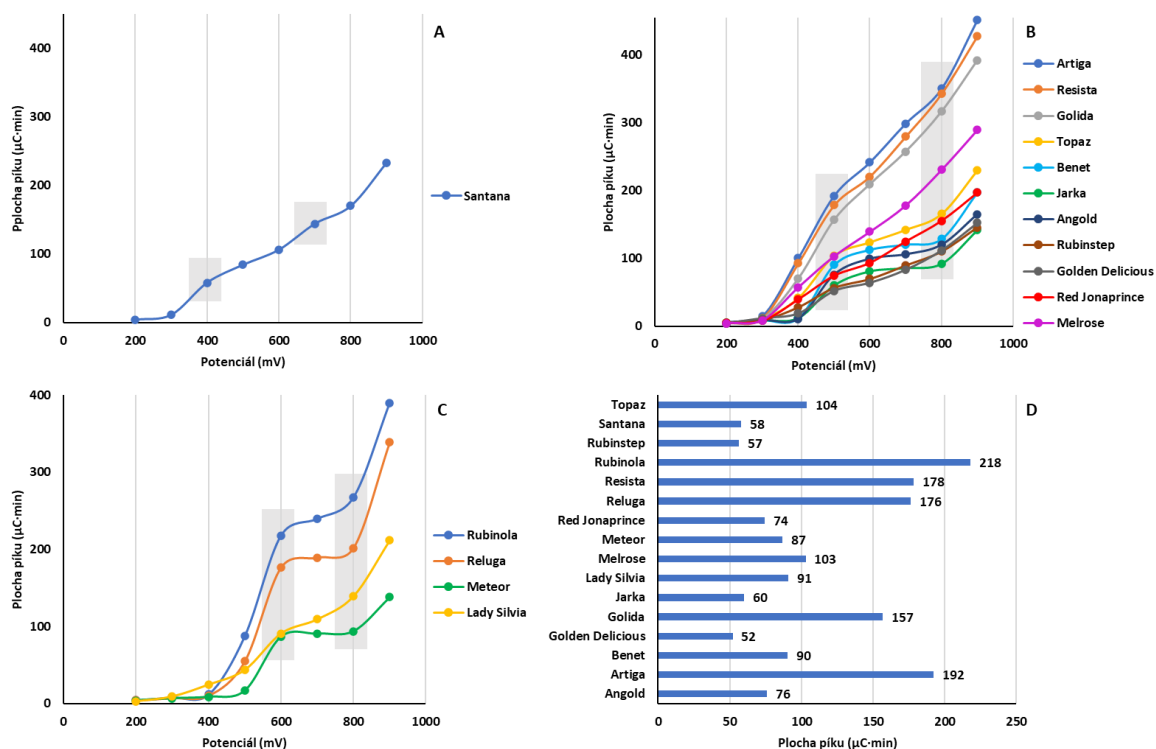 A
Pplocha píku (µC·min)
400
300
200
100
0
0 200 400 600 800 1000
Potenciál (mV)
Santana
B
Plocha píku (µC·min)
400
300
200
100
0
0 200 400 600 800 1000
Potenciál (mV)
Artiga
Resista
Golida
Topaz
Benet
Jarka
Angold
Rubinstep
Golden Delicious
Red Jonaprince
Melrose
C
Plocha píku (µC·min)
400
300
200
100
0
0 200 400 600 800 1000
Potenciál (mV)
Rubinola
Reluga
Meteor
Lady Silvia
D
Topaz 104
Santana 58
Rubinstep 57
Rubinola 218
Resista 178
Reluga 176
Red Jonaprince 74
Meteor 87
Melrose 103
Lady Silvia 91
Jarka 60
Golida 157
Golden Delicious 52
Benet 90
Artiga 192
Angold 76
0 50 100 150 200 250
Plocha píku (µC·min)